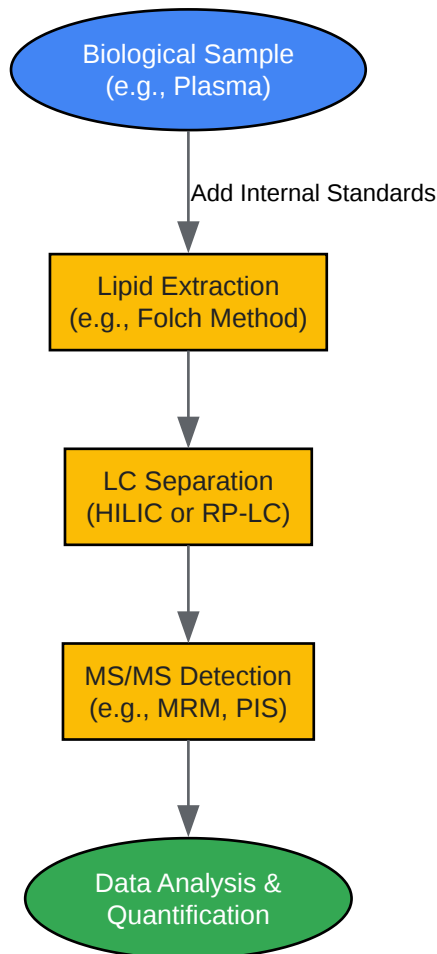 Biological Sample
(e.g., Plasma)
Add Internal Standards
Lipid Extraction
(e.g., Folch Method)
LC Separation
(HILIC or RP-LC)
MS/MS Detection
(e.g., MRM, PIS)
Data Analysis &
Quantification